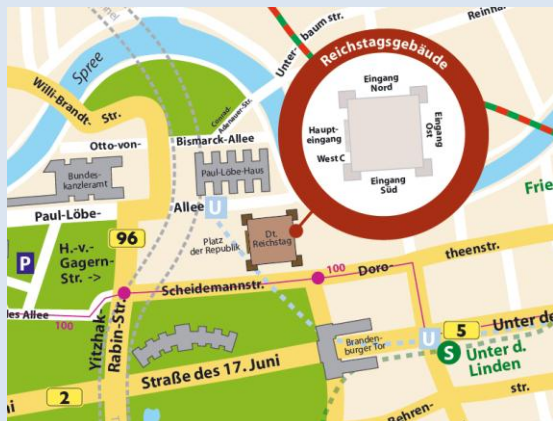 Spree
Unter-
baum str.
Reinha
Reichstagsgebäude
Eingang
Nord
Haupt-
eingang
West C
Eingang
Ost
Eingang
Süd
Willi-Brandt-
Str.
Conrad-
Adenauer-Str.
Otto-von-
Bismarck-Allee
Bundes-
kanzleramt
Paul-Löbe-Haus
Frie
Paul-Löbe-
Allee
U
96
Platz
der Republik
Dt.
Reichstag
H.-v.-
Gagern-
Str. ->
P
100
Doro-
theenstr.
Scheidemannstr.
des Allee
100
Yitzhak-
Rabin-Str.
5
Unter de
U
S
Unter d.
Linden
Branden-
burger Tor
Straße des 17. Juni
2
ni
Behren-
str.